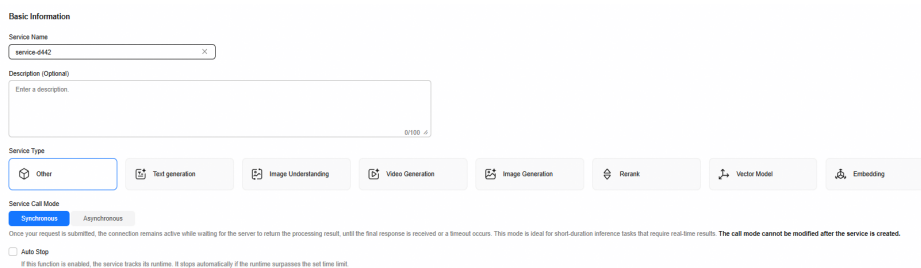 Basic Information
Service Name
service-d442
Description (Optional)
Enter a description.
0/100
Service Type
Other Text generation Image Understanding Video Generation Image Generation Rerank Vector Model Embedding
Service Call Mode
Synchronous Asynchronous
Once your request is submitted, the connection remains active while waiting for the server to return the processing result, until the final response is received or a timeout occurs. This mode is ideal for short-duration inference tasks that require real-time results. The call mode cannot be modified after the service is created.
Auto Stop
If this function is enabled, the service tracks its runtime. It stops automatically if the runtime surpasses the set time limit.